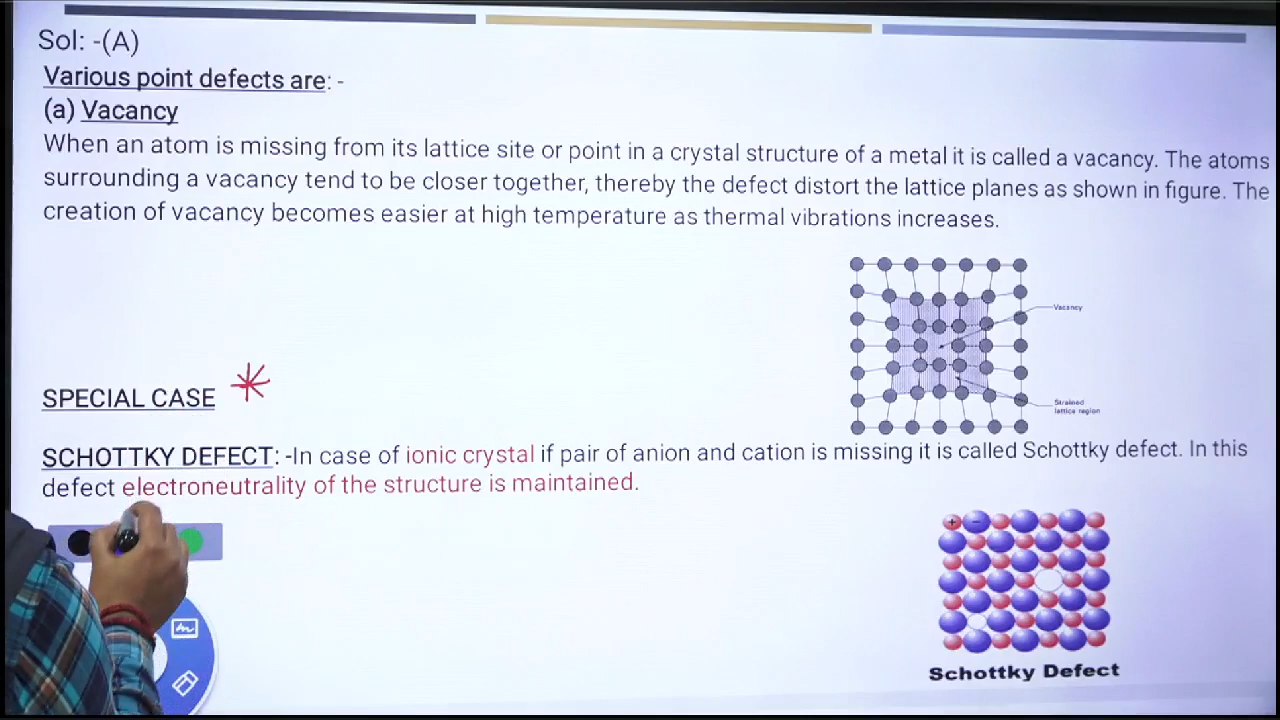 Sol: -(A)
Various point defects are: -
(a) Vacancy
When an atom is missing from its lattice site or point in a crystal structure of a metal it is called a vacancy. The atoms
surrounding a vacancy tend to be closer together, thereby the defect distort the lattice planes as shown in figure. The
creation of vacancy becomes easier at high temperature as thermal vibrations increases.
Vacancy
Strained
lattice region
SPECIAL CASE
SCHOTTKY DEFECT: -In case of ionic crystal if pair of anion and cation is missing it is called Schottky defect. In this
defect electroneutrality of the structure is maintained.
+ -
Schottky Defect